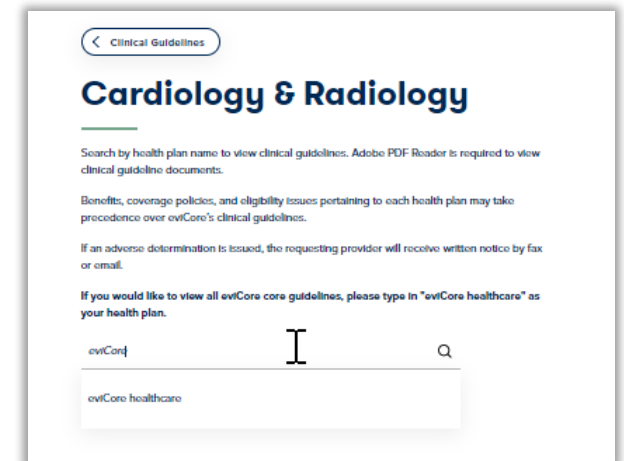 Clinical Guidelines
Cardiology & Radiology
Search by health plan name to view clinical guidelines. Adobe PDF Reader is required to view
clinical guideline documents.
Benefits, coverage policies, and eligibility issues pertaining to each health plan may take
precedence over eviCore's clinical guidelines.
If an adverse determination is issued, the requesting provider will receive written notice by fax
or email.
If you would like to view all eviCore core guidelines, please type in "eviCore healthcare" as
your health plan.
eviCore
eviCore healthcare